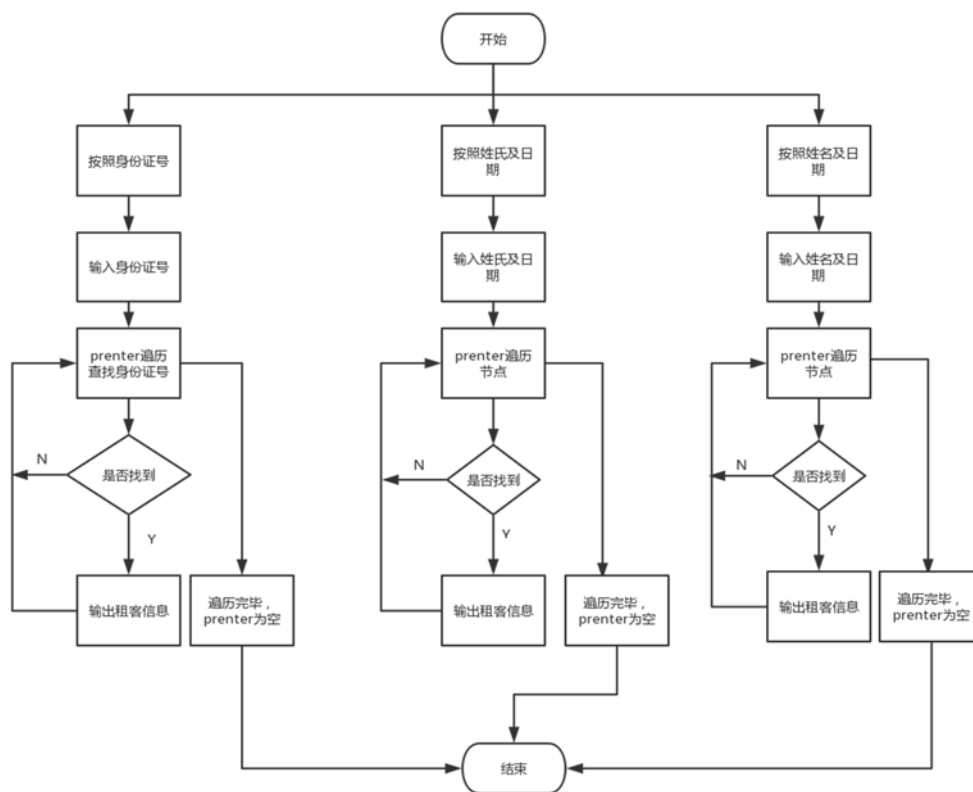 开始
按照身份证号
按照姓氏及日
期
按照姓名及日
期
输入身份证号
输入姓氏及日
期
输入姓名及日
期
prenter遍历
查找身份证号
prenter遍历
节点
prenter遍历
节点
是否找到
N
Y
是否找到
N
Y
是否找到
N
Y
输出租客信息
遍历完毕，
prenter为空
输出租客信息
遍历完毕，
prenter为空
输出租客信息
遍历完毕，
prenter为空
结束